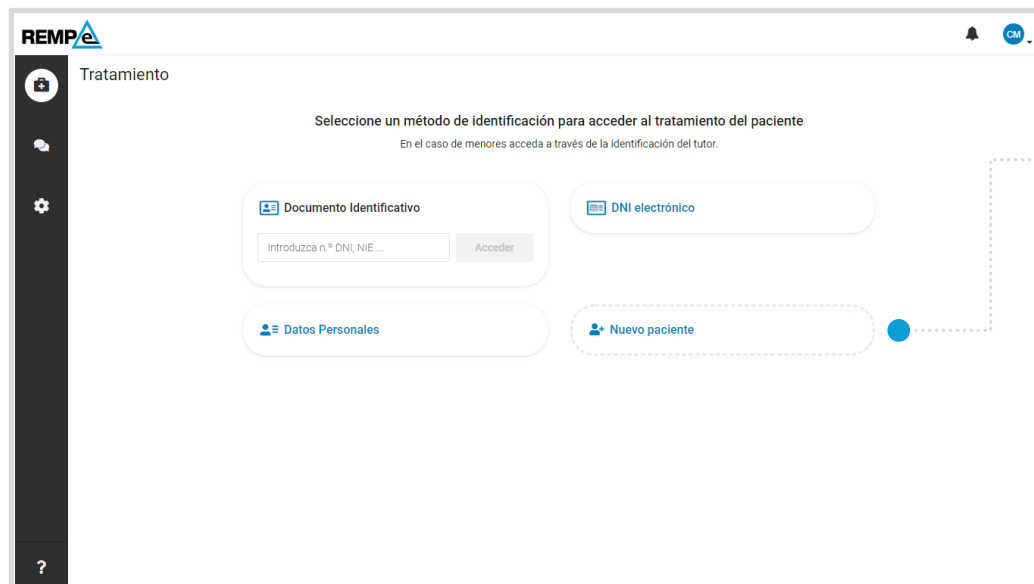 REMPe
CM
Tratamiento
Seleccione un método de identificación para acceder al tratamiento del paciente
En el caso de menores acceda a través de la identificación del tutor.
Documento Identificativo
DNI electrónico
Introduzca n.º DNI, NIE ...
Acceder
Datos Personales
Nuevo paciente
?